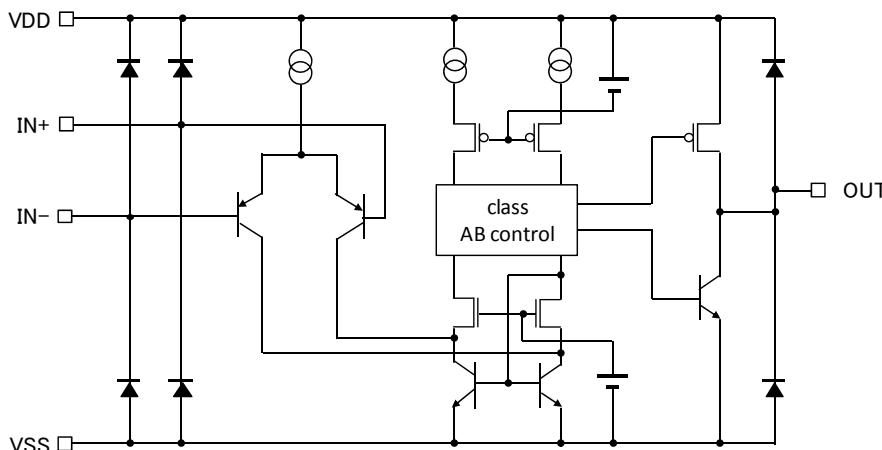 VDD
IN+
IN−
class
AB control
OUT
VSS